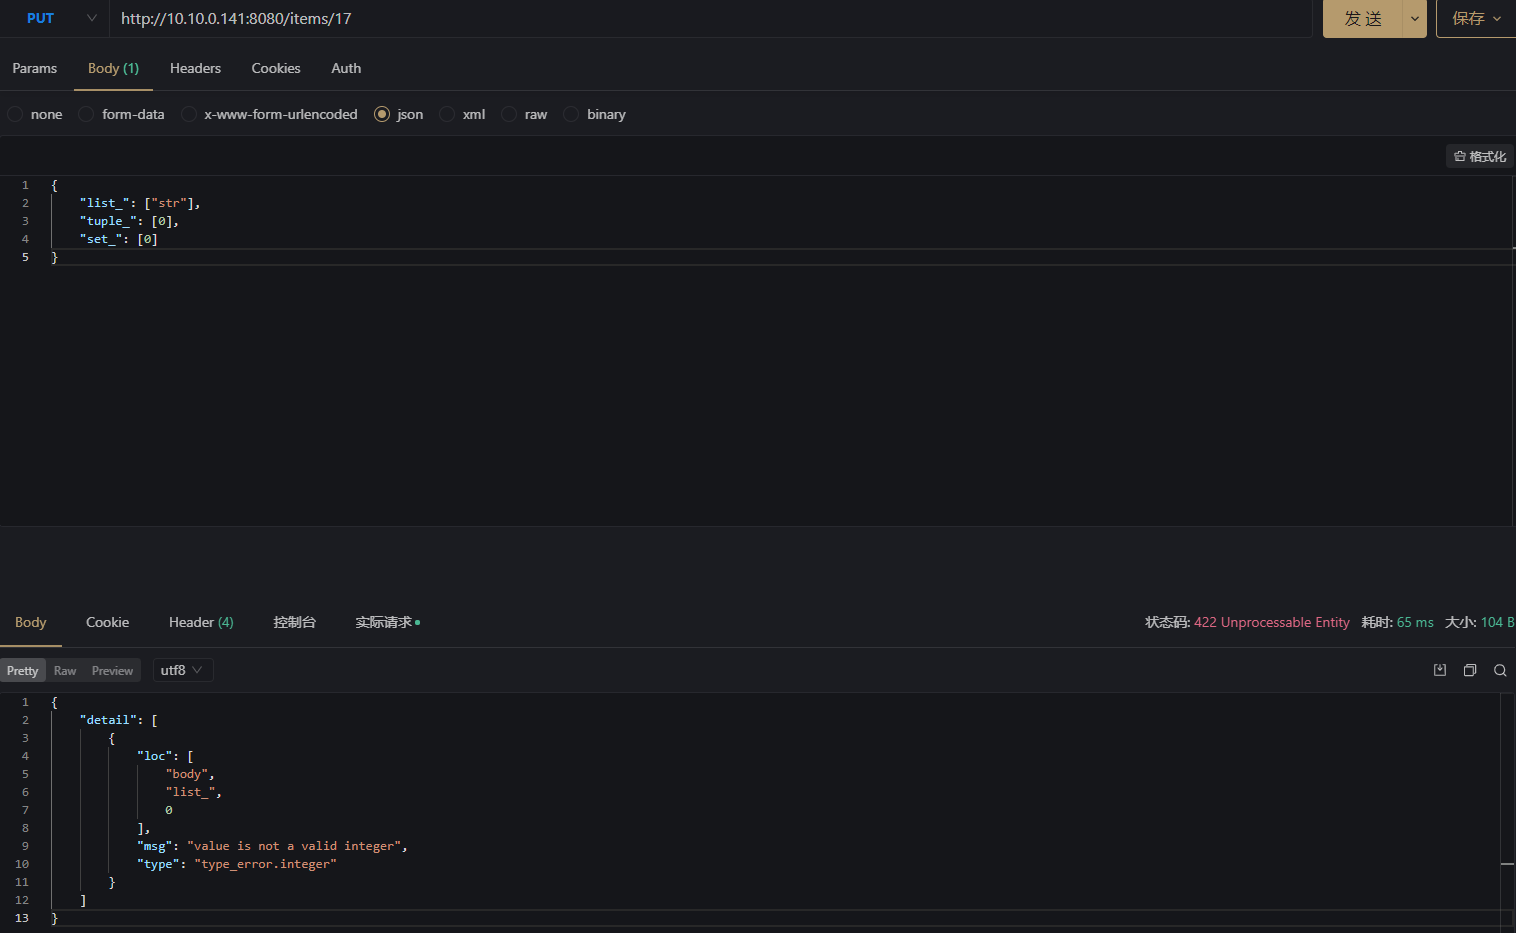 PUT http://10.10.0.141:8080/items/17 发 送 保存
Params Body (1) Headers Cookies Auth
none form-data x-www-form-urlencoded json xml raw binary
格式化
1 {
2 "list_": ["str"],
3 "tuple_": [0],
4 "set_": [0]
5 }
Body Cookie Header (4) 控制台 实际请求 状态码: 422 Unprocessable Entity 耗时: 65 ms 大小: 104 B
Pretty Raw Preview utf8
1 {
2 "detail": [
3 {
4 "loc": [
5 "body",
6 "list_",
7 0
8 ],
9 "msg": "value is not a valid integer",
10 "type": "type_error.integer"
11 }
12 ]
13 }